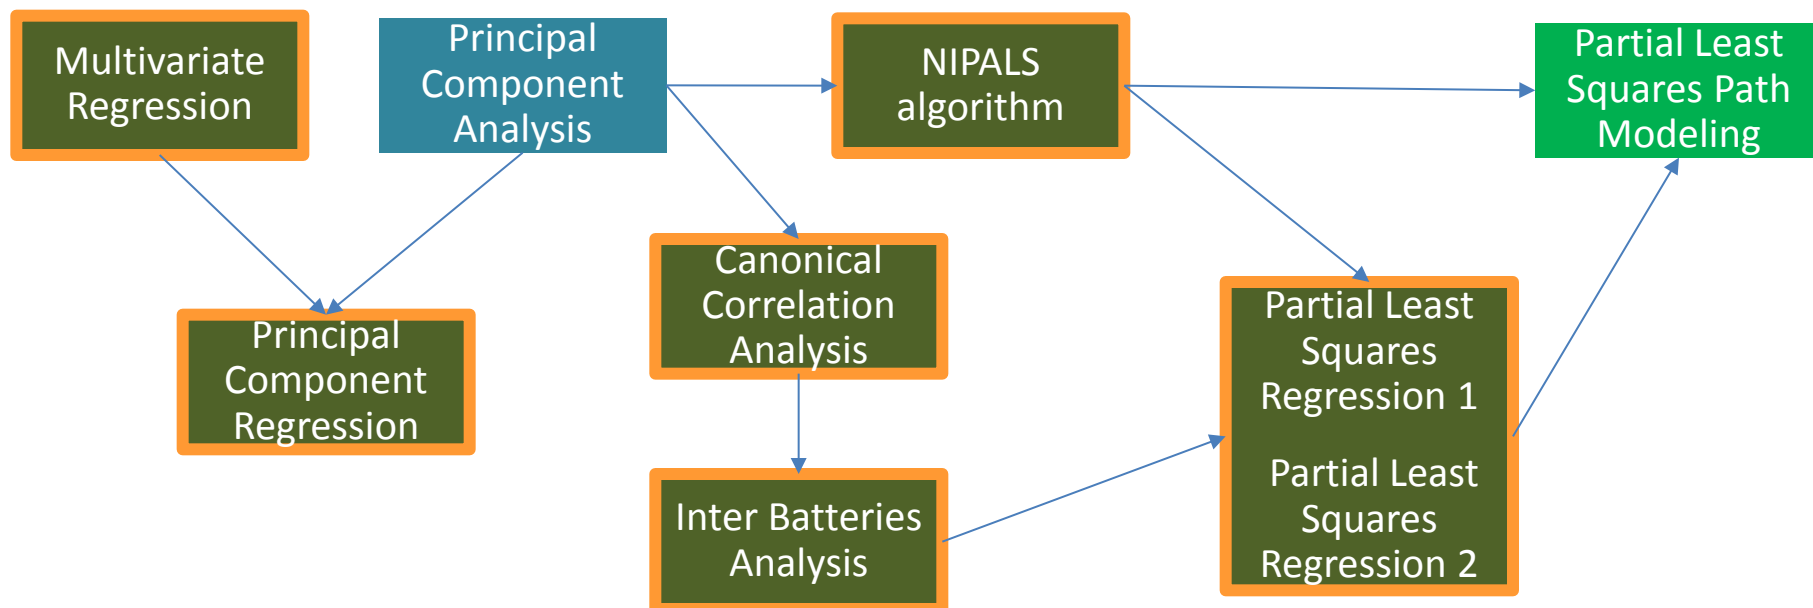 Multivariate
Regression
Principal
Component
Analysis
NIPALS
algorithm
Partial Least
Squares Path
Modeling
Principal
Component
Regression
Canonical
Correlation
Analysis
Inter Batteries
Analysis
Partial Least
Squares
Regression 1
Partial Least
Squares
Regression 2